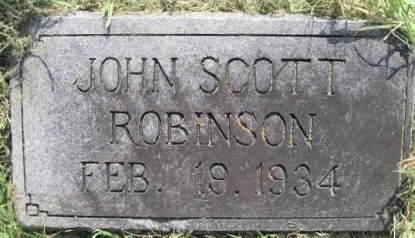 JOHN SCOTT
ROBINSON
FEB. 19. 1934